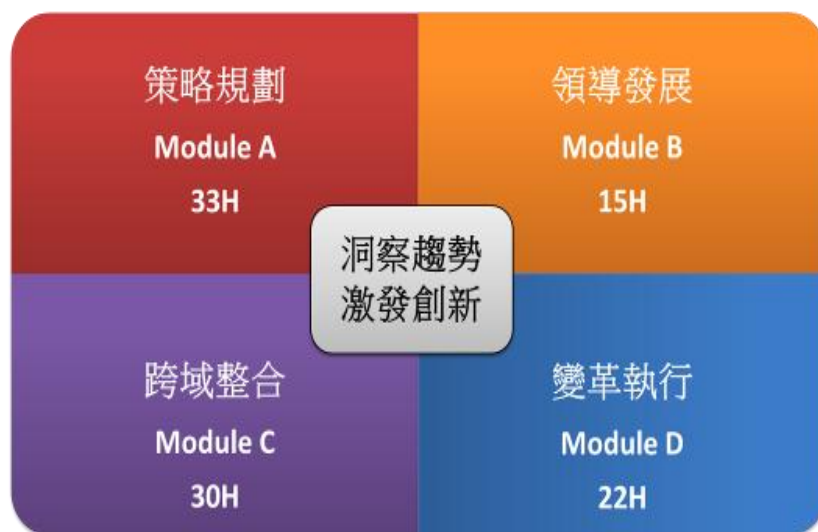 策略規劃
Module A
33H
領導發展
Module B
15H
洞察趨勢
激發創新
跨域整合
Module C
30H
變革執行
Module D
22H